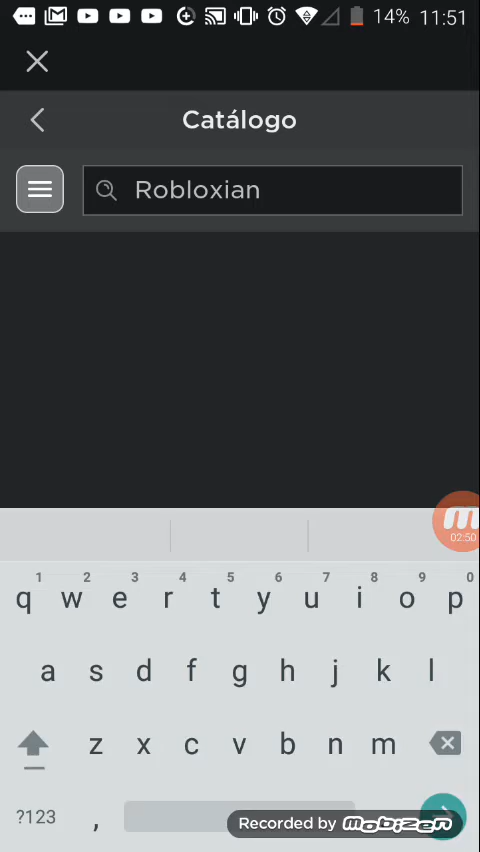 14% 11:51
Catálogo
Robloxian
02:50
1 2 3 4 5 6 7 8 9 0
q w e r t y u i o p
a s d f g h j k l
z x c v b n m
?123 ,
Recorded by mobizen